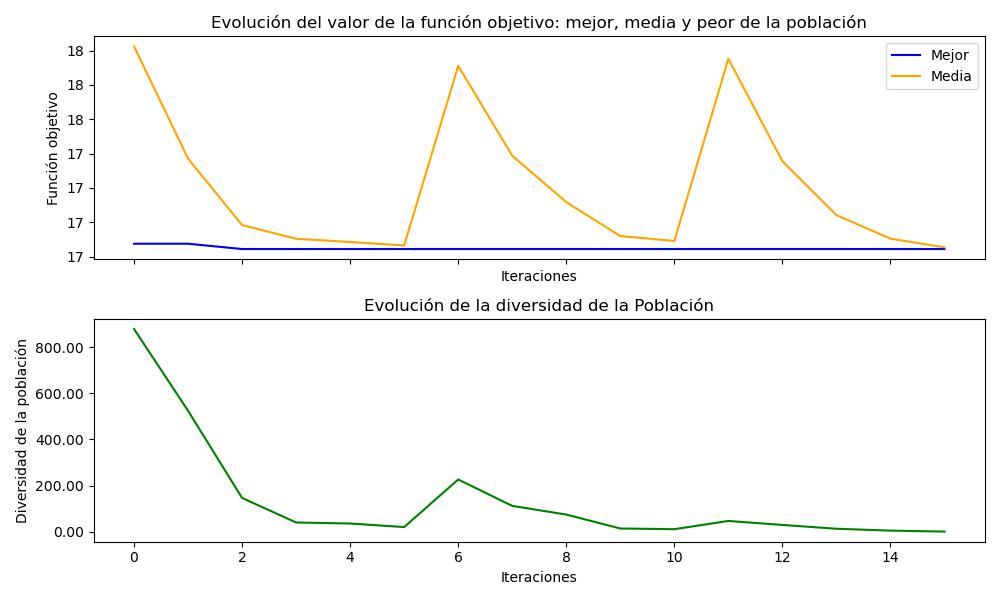 Evolución del valor de la función objetivo: mejor, media y peor de la población
18
18
18
17
17
17
17
Función objetivo
Mejor
Media
Iteraciones
Evolución de la diversidad de la Población
800.00
600.00
400.00
200.00
0.00
Diversidad de la población
0 2 4 6 8 10 12 14
Iteraciones